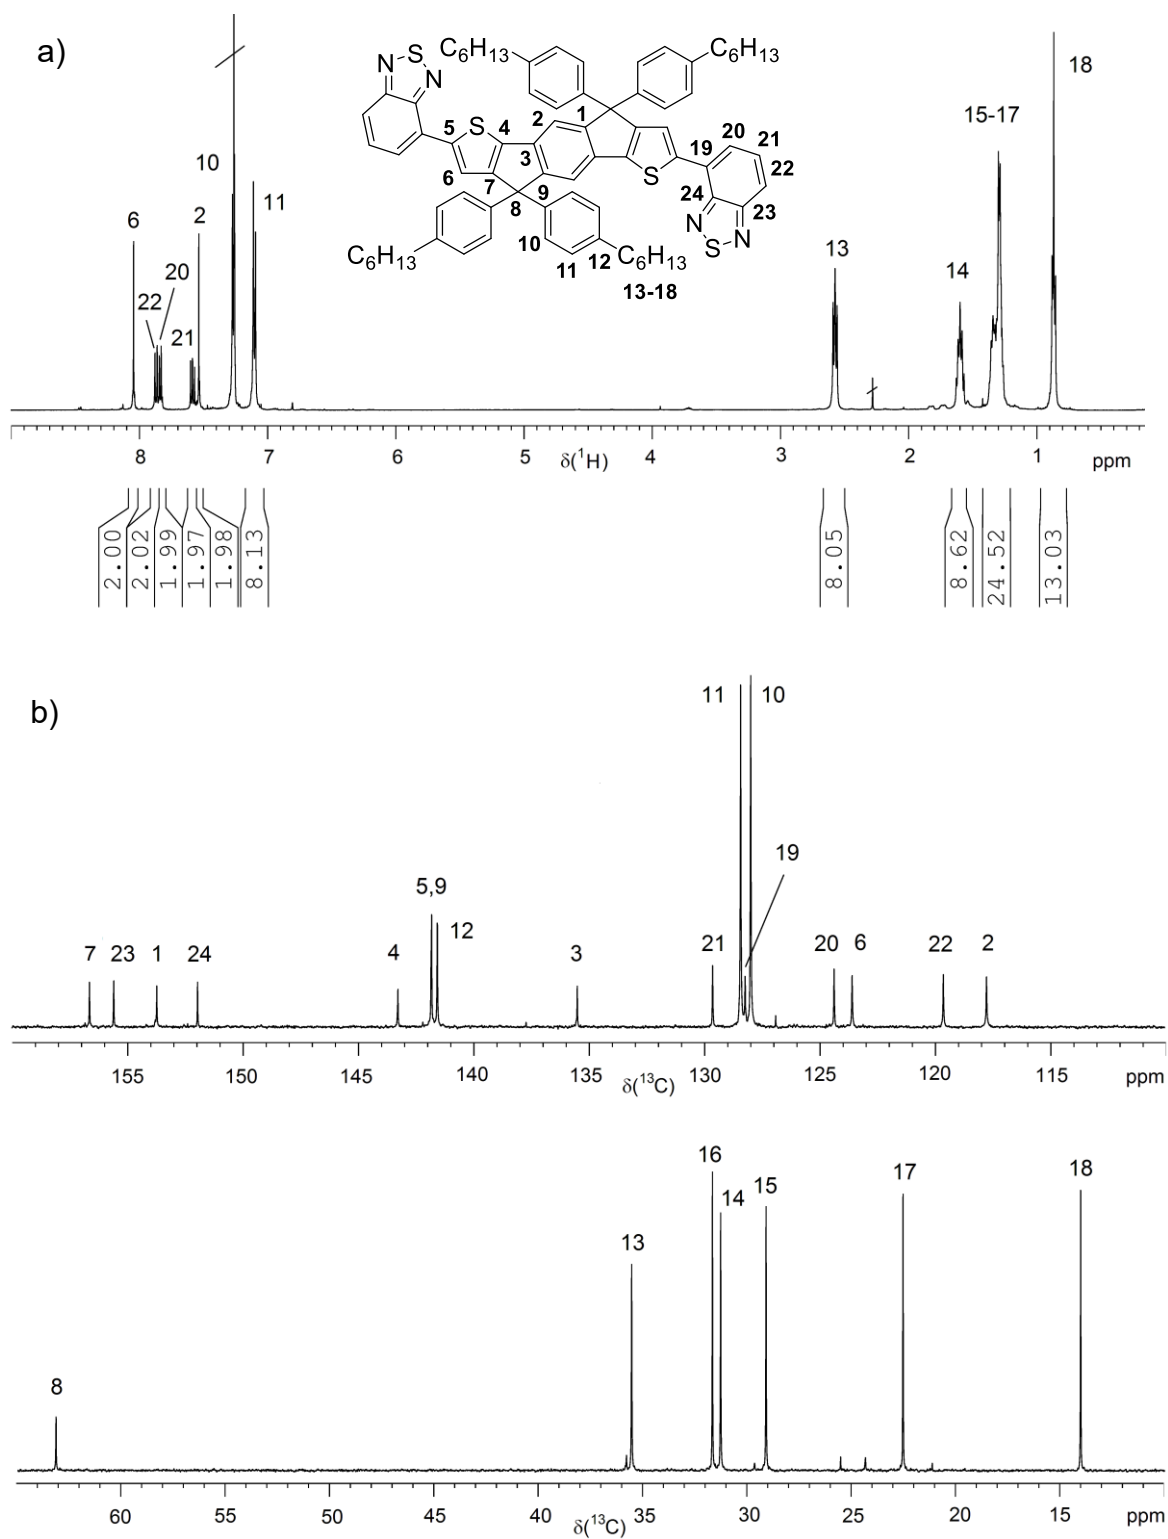 a)
C6H13
C6H13
18
N S N
15-17
5 S 4 2 1
19 20 21
10
6 3 S 22
7 9 24 23
11
8
N S N
6 2
10
20
C6H13 11 12 C6H13
13
22
14
13-18
21
8 7 6 5 4 3 2 1 ppm
δ(1H)
2.00 2.02 1.99 1.97 1.98 8.13 8.05 8.62 24.52 13.03
b)
11 10
19
5,9
12
7 23 1 24 4 3 21 20 6 22 2
155 150 145 140 135 130 125 120 115 ppm
δ(13C)
16
14 15 17 18
13
8
60 55 50 45 40 35 30 25 20 15 ppm
δ(13C)